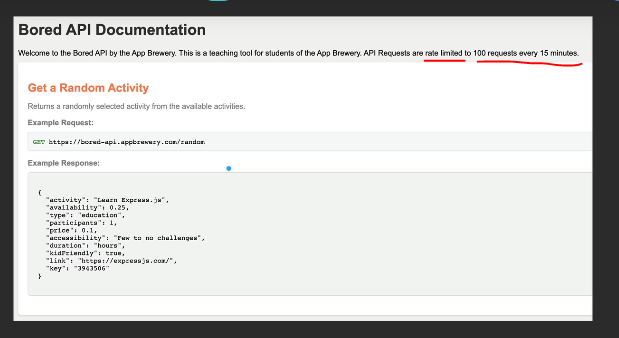 Bored API Documentation
Welcome to the Bored API by the App Brewery. This is a teaching tool for students of the App Brewery. API Requests are rate limited to 100 requests every 15 minutes.
Get a Random Activity
Returns a randomly selected activity from the available activities.
Example Request:
GET https://bored-api.appbrewery.com/random
Example Response:
{
"activity": "Learn Express.js",
"availability": 0.25,
"type": "education",
"participants": 1,
"price": 0.1,
"accessibility": "Few to no challenges",
"duration": "hours",
"kidFriendly": true,
"link": "https://expressjs.com/",
"key": "3943506"
}